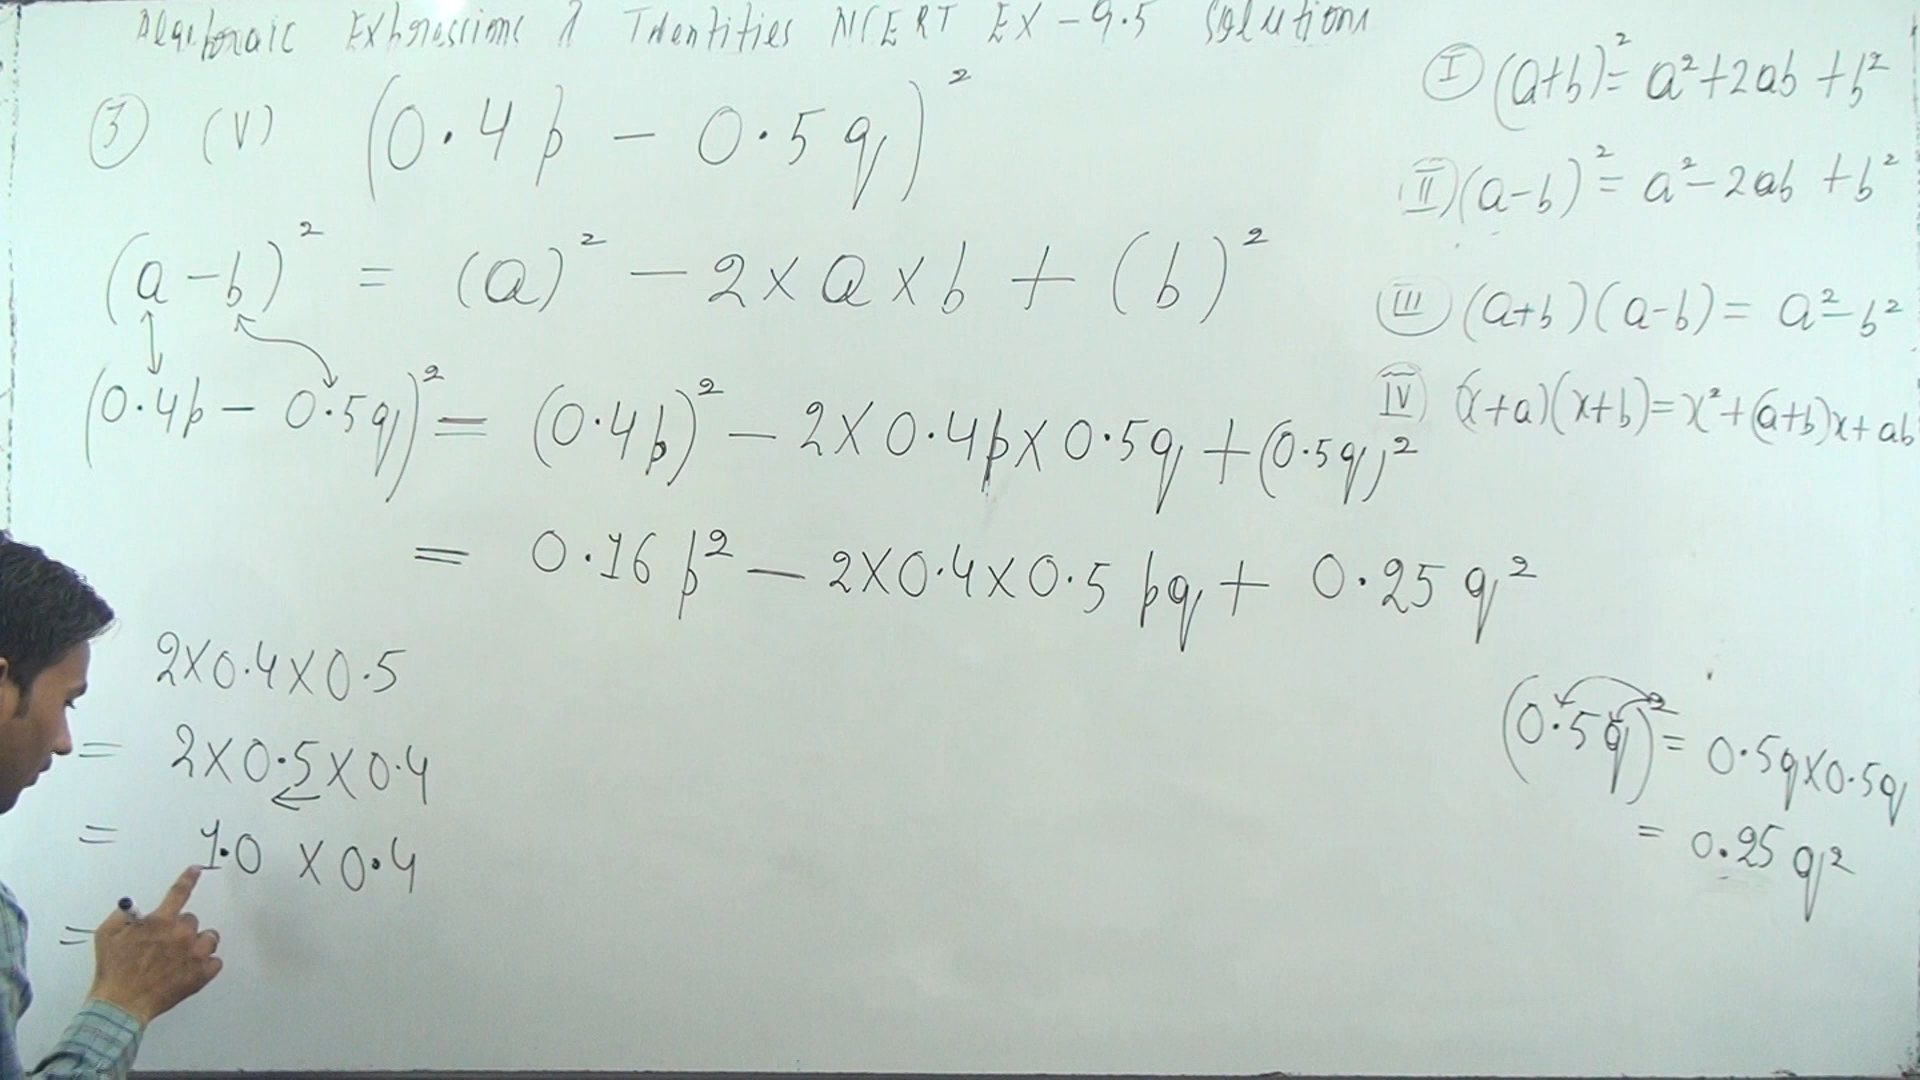 Algebraic Expressions & Identities NCERT EX-9.5 Solutions
③ (V) (0.4p - 0.5q)²
(a-b)² = (a)² - 2×a×b + (b)²
(0.4p - 0.5q)² = (0.4p)² - 2×0.4p×0.5q + (0.5q)²
= 0.16p² - 2×0.4×0.5 pq + 0.25q²
2×0.4×0.5
= 2×0.5×0.4
= 1.0 × 0.4
=
Ⅰ (a+b)² = a²+2ab+b²
Ⅱ (a-b)² = a²-2ab+b²
Ⅲ (a+b)(a-b) = a²-b²
Ⅳ (x+a)(x+b) = x²+(a+b)x+ab
(0.5q)² = 0.5q×0.5q
= 0.25q²